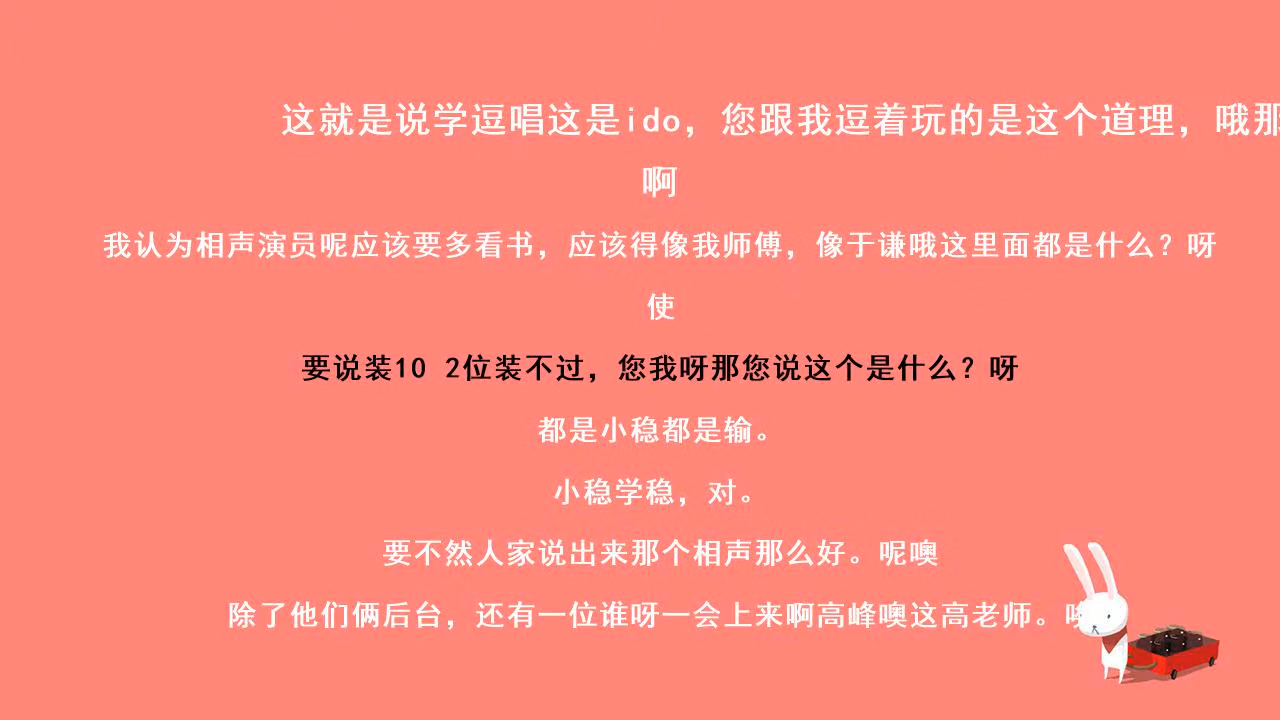 这就是说学逗唱这是ido，您跟我逗着玩的是这个道理，哦那
啊
我认为相声演员呢应该要多看书，应该得像我师傅，像于谦哦这里面都是什么？呀
使
要说装10 2位装不过，您我呀那您说这个是什么？呀
都是小稳都是输。
小稳学稳，对。
要不然人家说出来那个相声那么好。呢噢
除了他们俩后台，还有一位谁呀一会上来啊高峰噢这高老师。